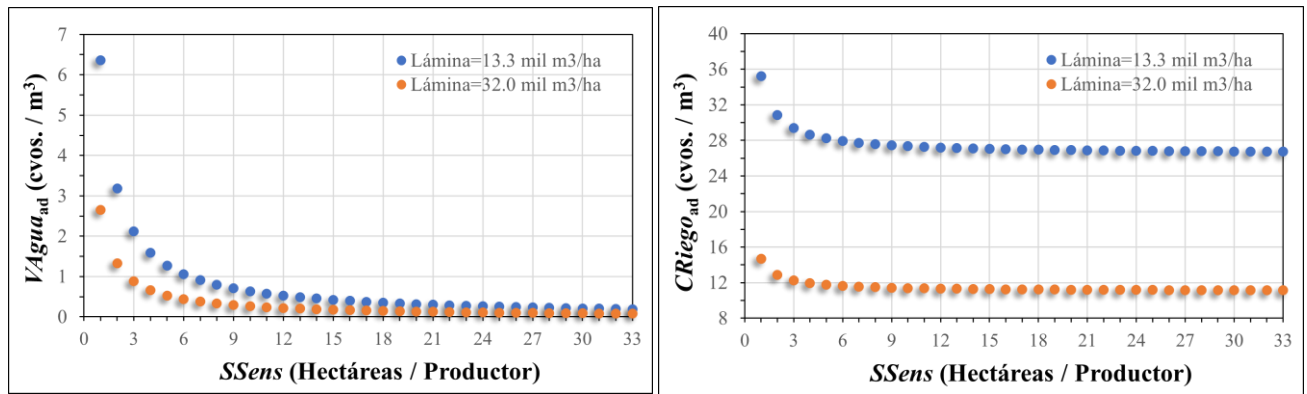 7
6
5
4
3
2
1
0
VAgua_ad (cvos. / m³)
Lámina=13.3 mil m3/ha
Lámina=32.0 mil m3/ha
0 3 6 9 12 15 18 21 24 27 30 33
SSens (Hectáreas / Productor)
40
36
32
28
24
20
16
12
8
CRiego_ad (cvos. / m³)
Lámina=13.3 mil m3/ha
Lámina=32.0 mil m3/ha
0 3 6 9 12 15 18 21 24 27 30 33
SSens (Hectáreas / Productor)